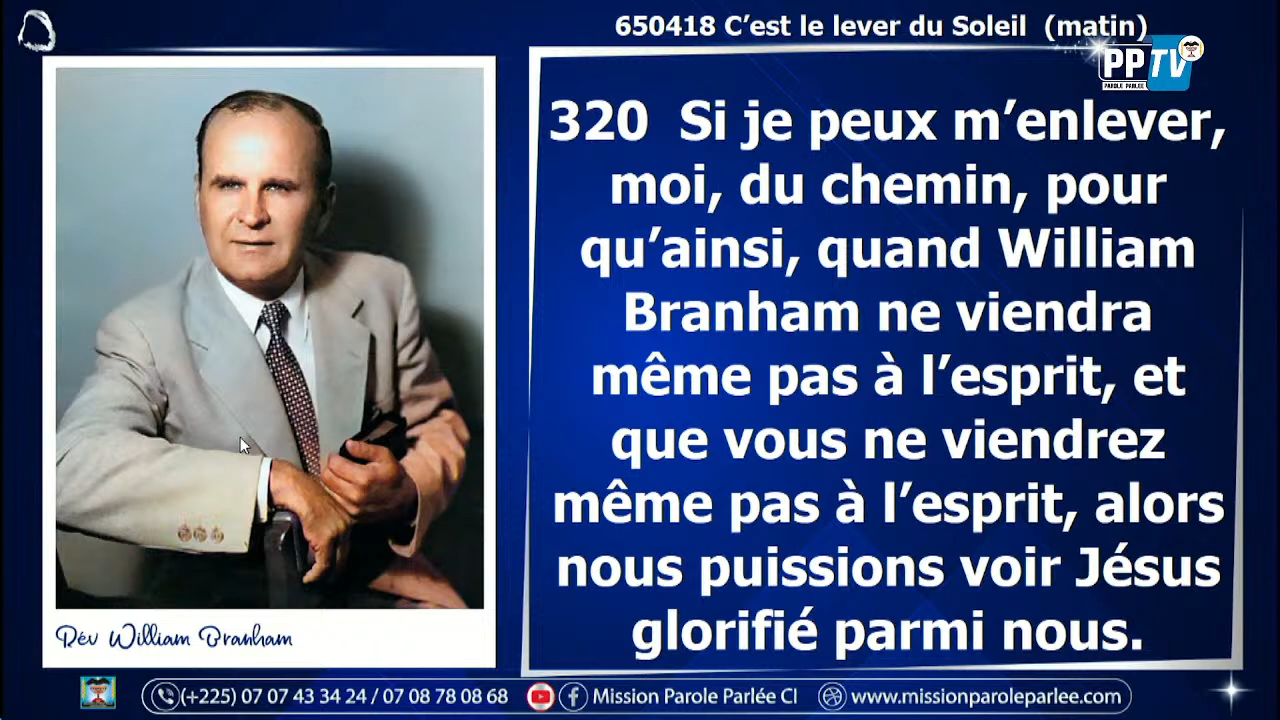 650418 C’est le lever du Soleil (matin)
PPTV
PAROLE PARLÉE
320 Si je peux m’enlever,
moi, du chemin, pour
qu’ainsi, quand William
Branham ne viendra
même pas à l’esprit, et
que vous ne viendrez
même pas à l’esprit, alors
nous puissions voir Jésus
glorifié parmi nous.
Rév William Branham
(+225) 07 07 43 34 24 / 07 08 78 08 68 Mission Parole Parlée CI www.missionparoleparlee.com